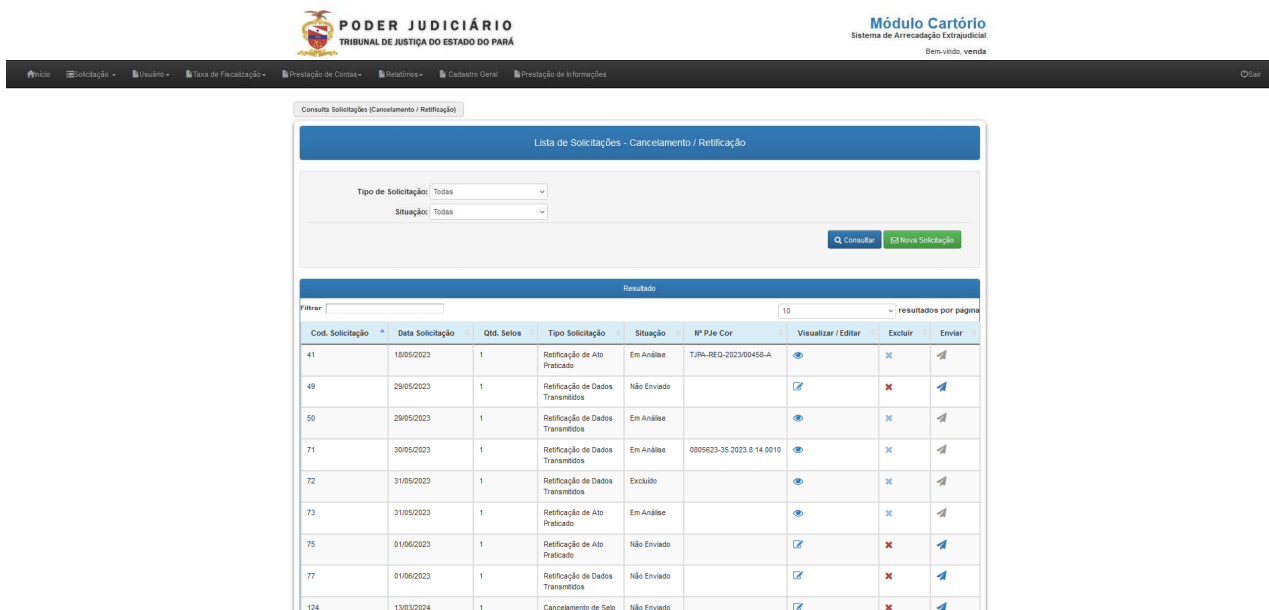 PODER JUDICIÁRIO
TRIBUNAL DE JUSTIÇA DO ESTADO DO PARÁ
Módulo Cartório
Sistema de Arrecadação Extrajudicial
Bem-vindo, venda
Início Solicitação Usuário Taxa de Fiscalização Prestação de Contas Relatórios Cadastro Geral Prestação de Informações Sair
Consulta Solicitações (Cancelamento / Retificação)
Lista de Solicitações - Cancelamento / Retificação
Tipo de Solicitação: Todas
Situação: Todas
Consultar Nova Solicitação
Resultado
Filtrar 10 resultados por página
Cod. Solicitação Data Solicitação Qtd. Selos Tipo Solicitação Situação Nº PJe Cor Visualizar / Editar Excluir Enviar
41 18/05/2023 1 Retificação de Ato Em Análise TJPA-REQ-2023/00458-A
Praticado
49 29/05/2023 1 Retificação de Dados Não Enviado
Transmitidos
50 29/05/2023 1 Retificação de Dados Em Análise
Transmitidos
71 30/05/2023 1 Retificação de Dados Em Análise 0805623-35.2023.8.14.0010
Transmitidos
72 31/05/2023 1 Retificação de Dados Excluído
Transmitidos
73 31/05/2023 1 Retificação de Ato Em Análise
Praticado
75 01/06/2023 1 Retificação de Ato Não Enviado
Praticado
77 01/06/2023 1 Retificação de Dados Não Enviado
Transmitidos
124 13/03/2024 1 Cancelamento de Selo Não Enviado